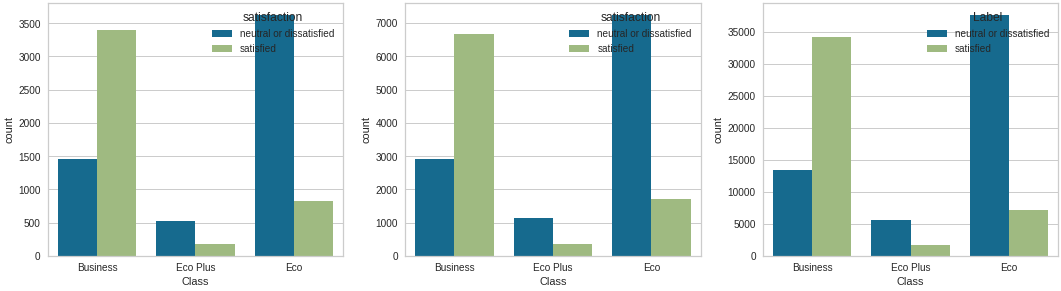 satisfaction
neutral or dissatisfied
satisfied
3500
3000
2500
2000
1500
1000
500
0
count
Business
Eco Plus
Eco
Class
satisfaction
neutral or dissatisfied
satisfied
7000
6000
5000
4000
3000
2000
1000
0
count
Business
Eco Plus
Eco
Class
Label
neutral or dissatisfied
satisfied
35000
30000
25000
20000
15000
10000
5000
0
count
Business
Eco Plus
Eco
Class